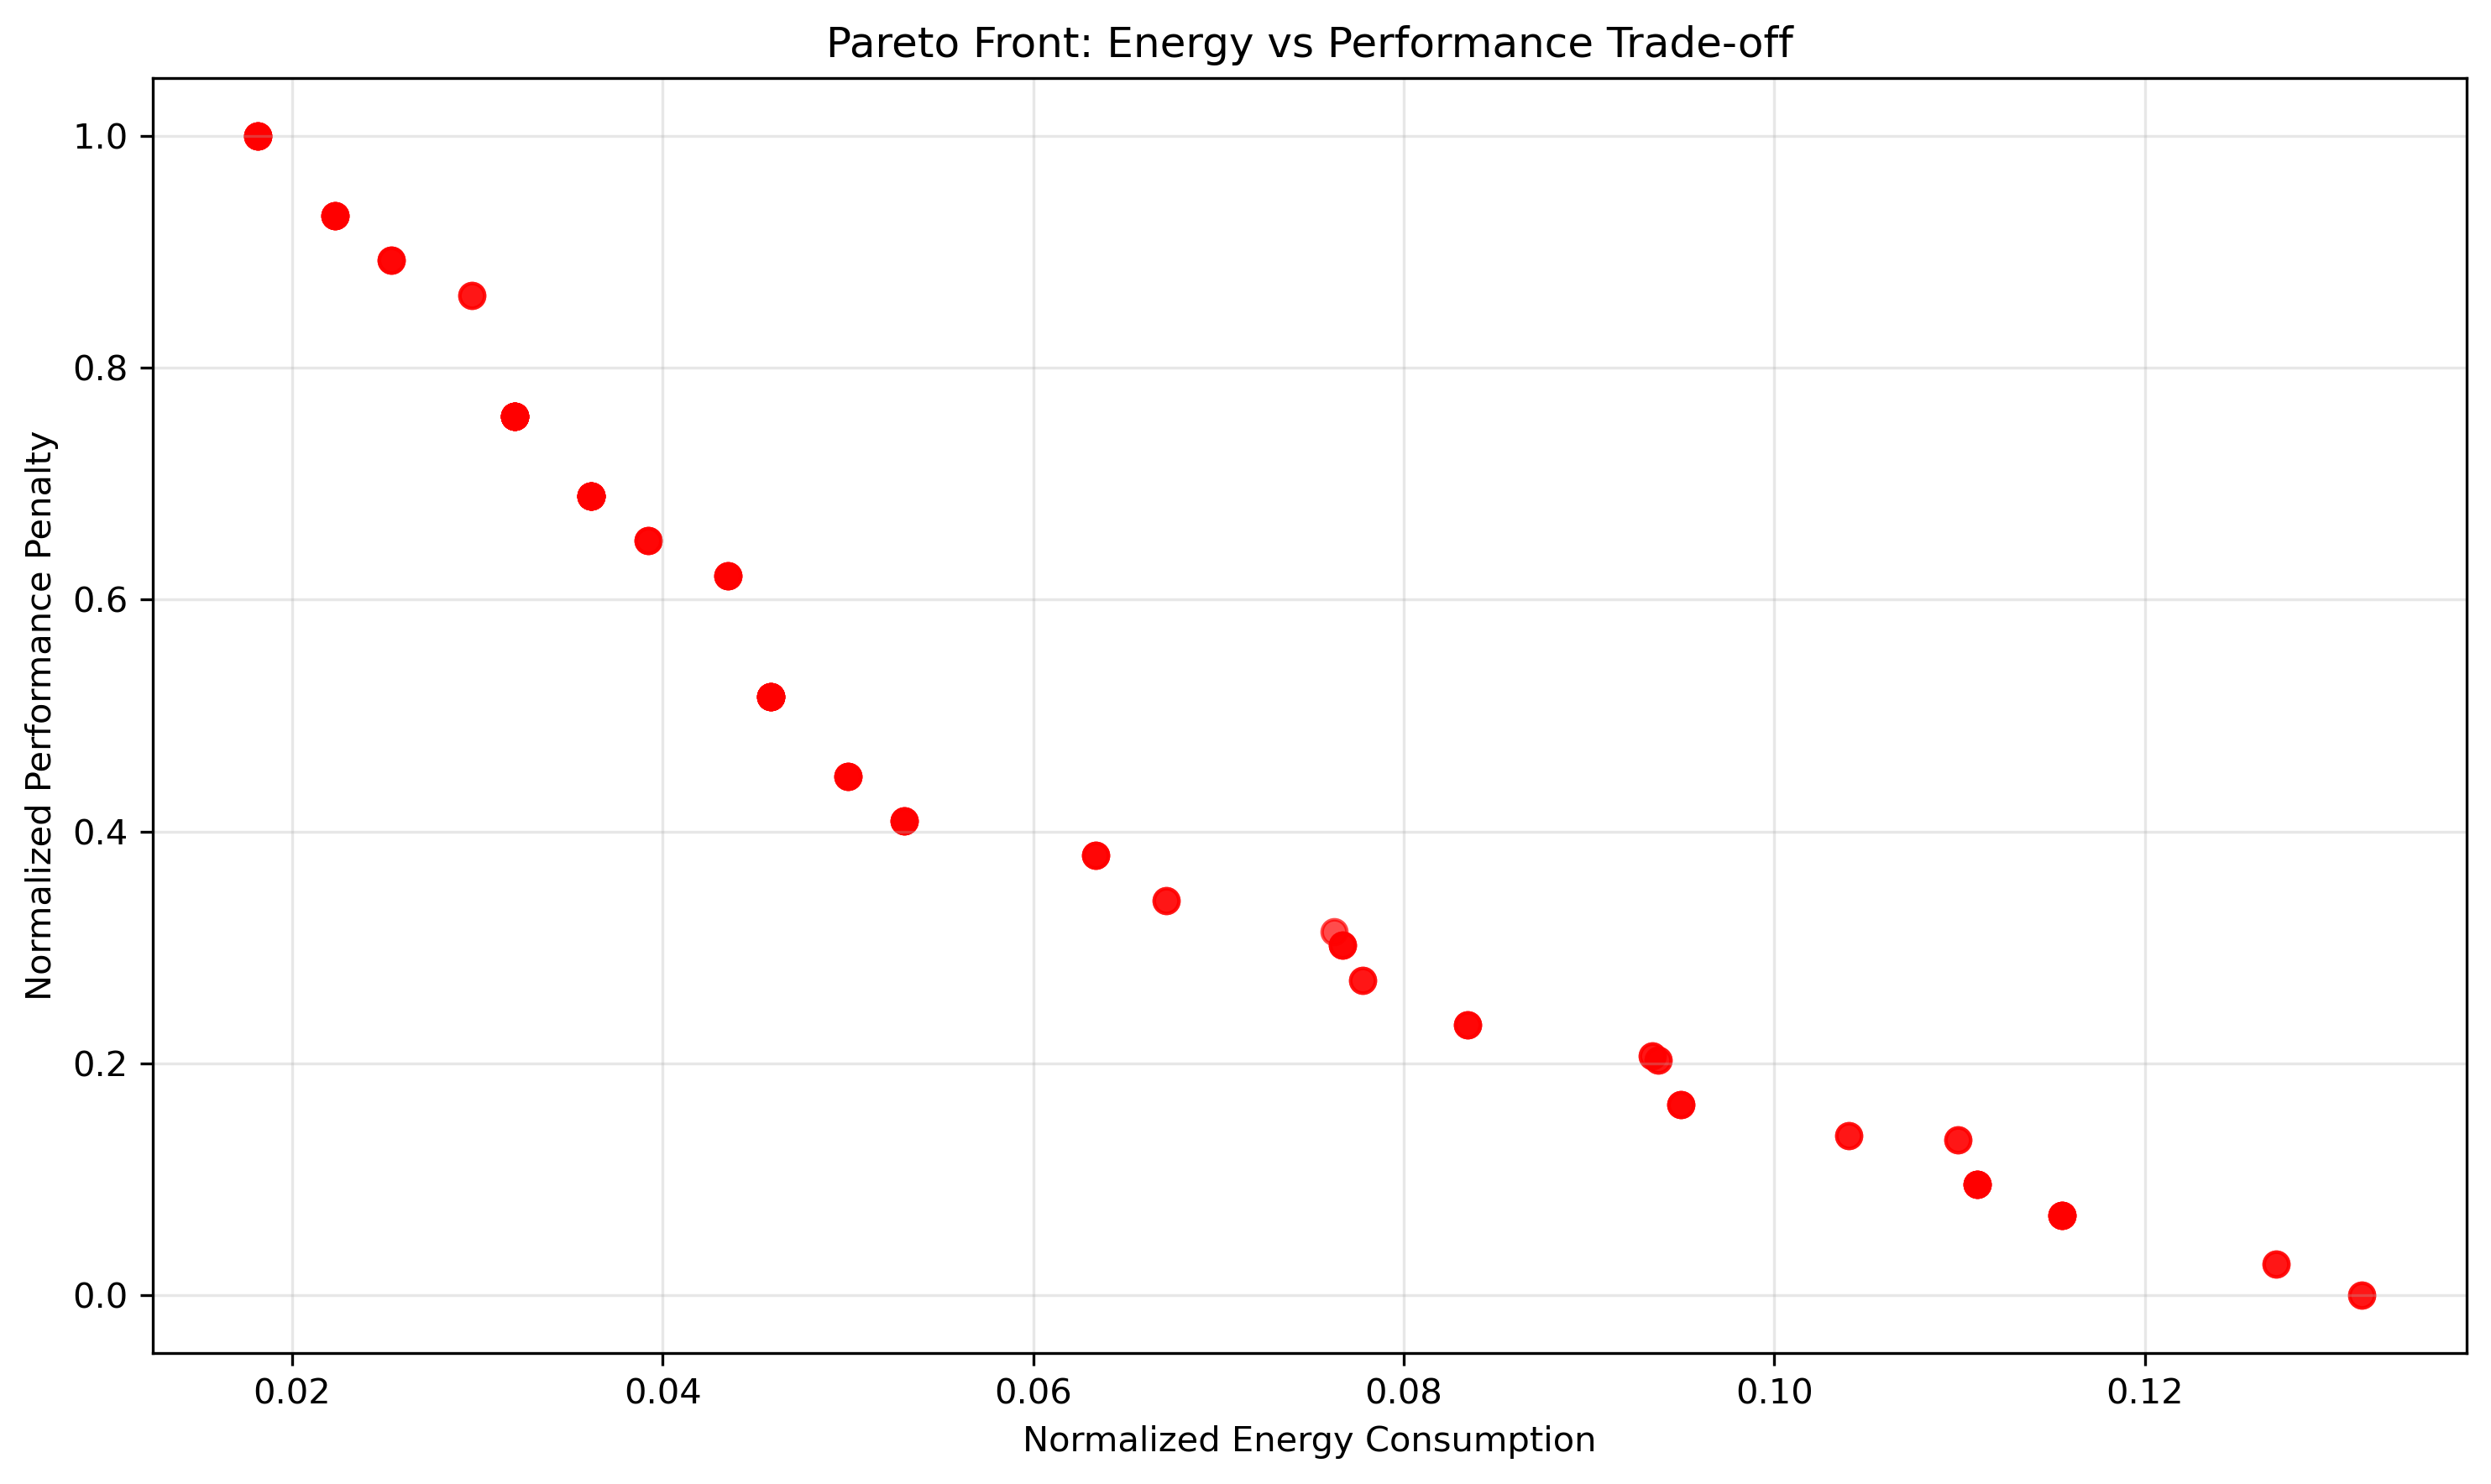 Pareto Front: Energy vs Performance Trade-off
Normalized Performance Penalty
1.0
0.8
0.6
0.4
0.2
0.0
0.02 0.04 0.06 0.08 0.10 0.12
Normalized Energy Consumption